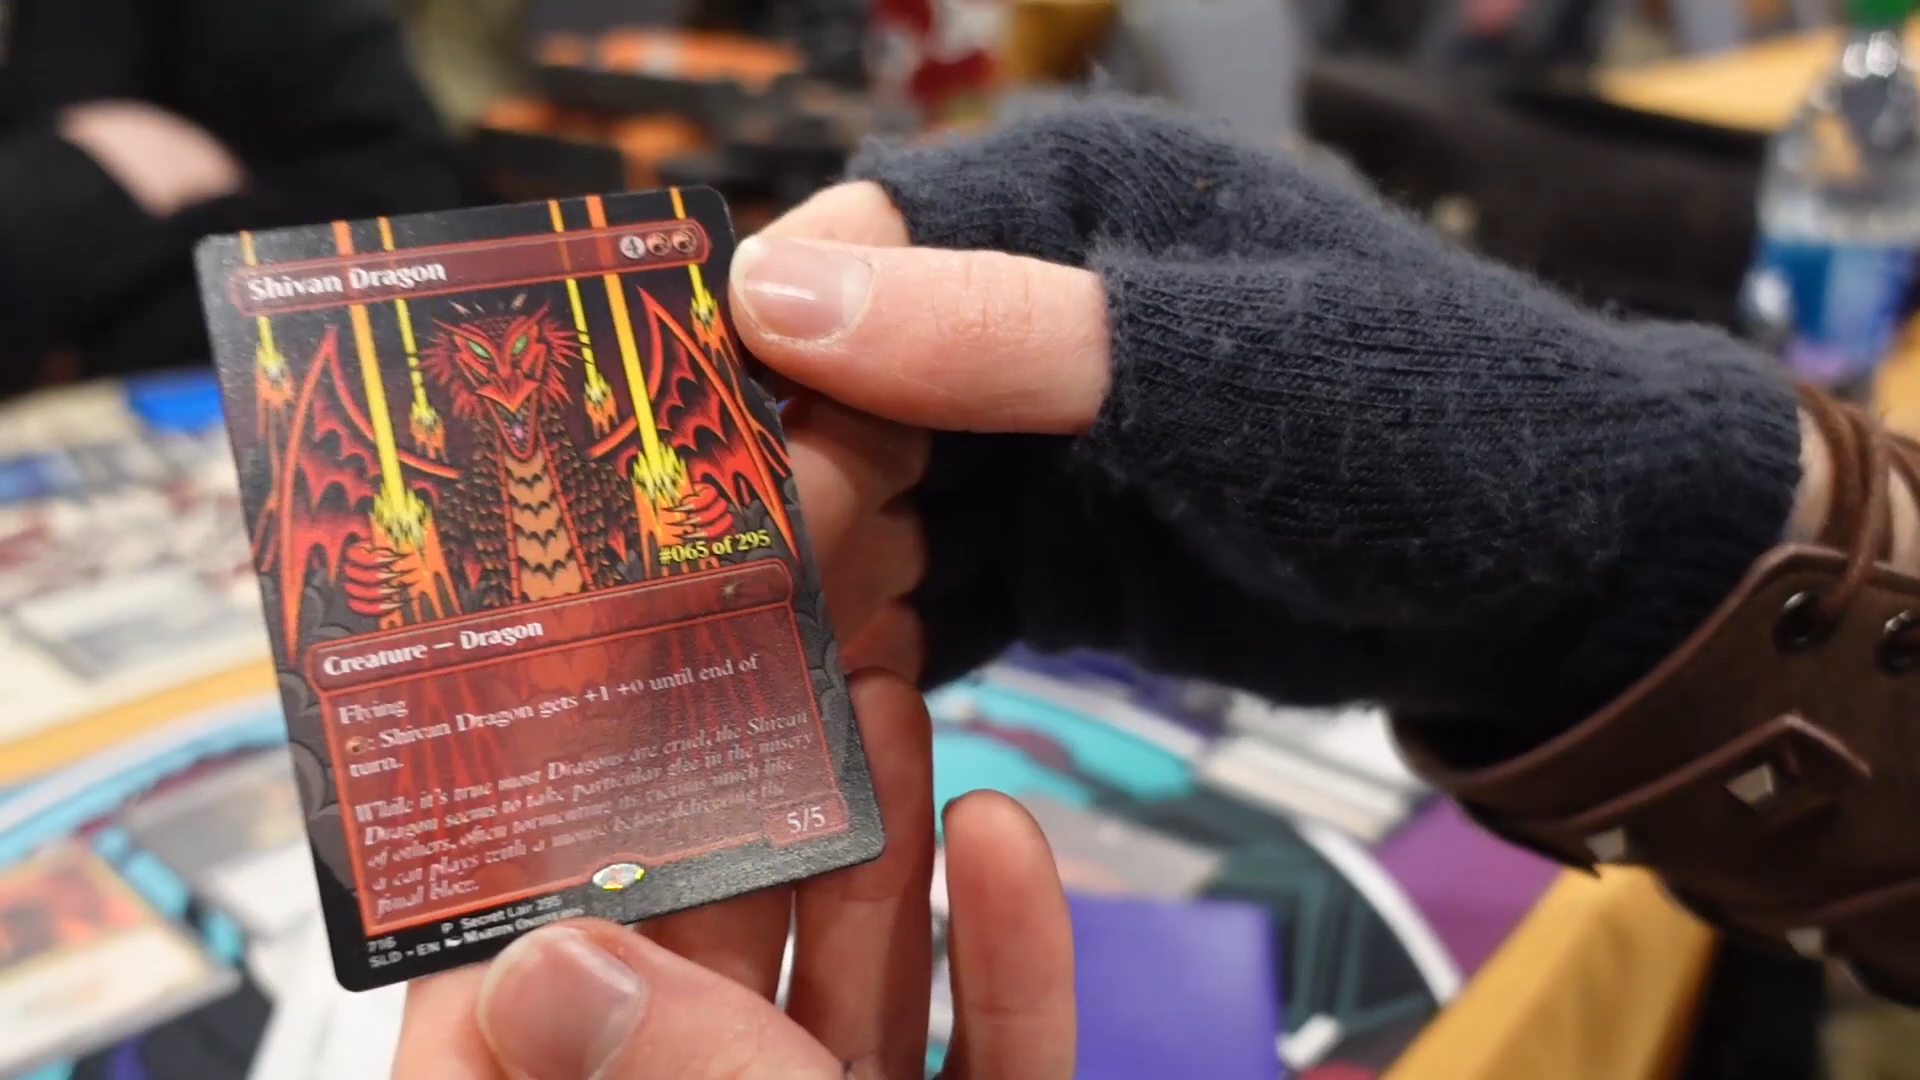 Shivan Dragon 4
#065 of 295
Creature — Dragon
Flying
: Shivan Dragon gets +1/+0 until end of
turn.
While it's true most Dragons are cruel, the Shivan
Dragon seems to take particular glee in the misery
of others, often tormenting its victims much like
a cat plays with a mouse before delivering the
final blow.
5/5
716 P Secret Lair 295
SLD • EN